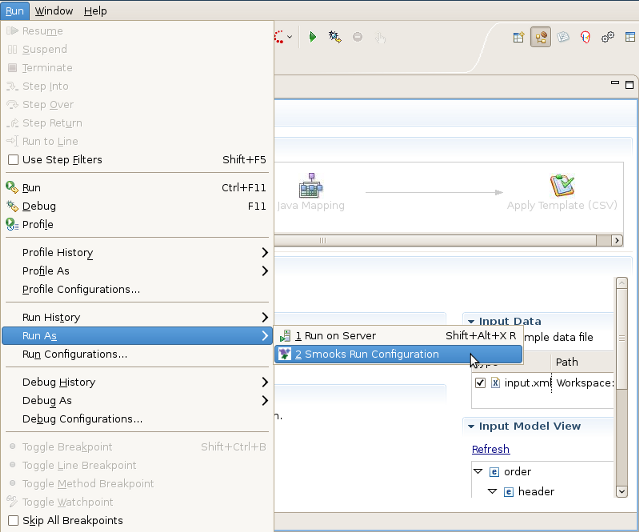 Run Window Help
Resume
Suspend
Terminate
Step Into
Step Over
Step Return
Run to Line
Use Step Filters Shift+F5
Run Ctrl+F11
Debug F11
Profile
Profile History
Profile As
Profile Configurations...
Run History
Run As
Run Configurations...
Debug History
Debug As
Debug Configurations...
Toggle Breakpoint Shift+Ctrl+B
Toggle Line Breakpoint
Toggle Method Breakpoint
Toggle Watchpoint
Skip All Breakpoints
1 Run on Server Shift+Alt+X R
2 Smooks Run Configuration
Java Mapping
Apply Template (CSV)
Input Data
data file
Path
input.xml Workspace:
n.
Input Model View
Refresh
order
header